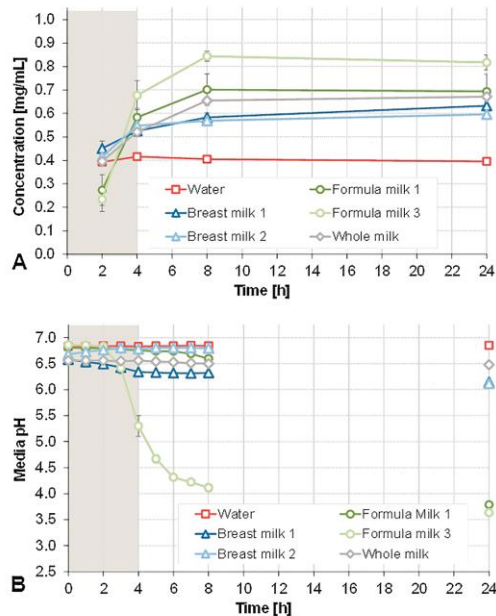 1.0
0.9
0.8
0.7
0.6
0.5
0.4
0.3
0.2
0.1
0.0
Concentration [mg/mL]
Water
Formula milk 1
Breast milk 1
Formula milk 3
Breast milk 2
Whole milk
0 2 4 6 8 10 12 14 16 18 20 22 24
Time [h]
A
7.0
6.5
6.0
5.5
5.0
4.5
4.0
3.5
3.0
2.5
Media pH
Water
Formula Milk 1
Breast milk 1
Formula milk 3
Breast milk 2
Whole milk
0 2 4 6 8 10 12 14 16 18 20 22 24
Time [h]
B